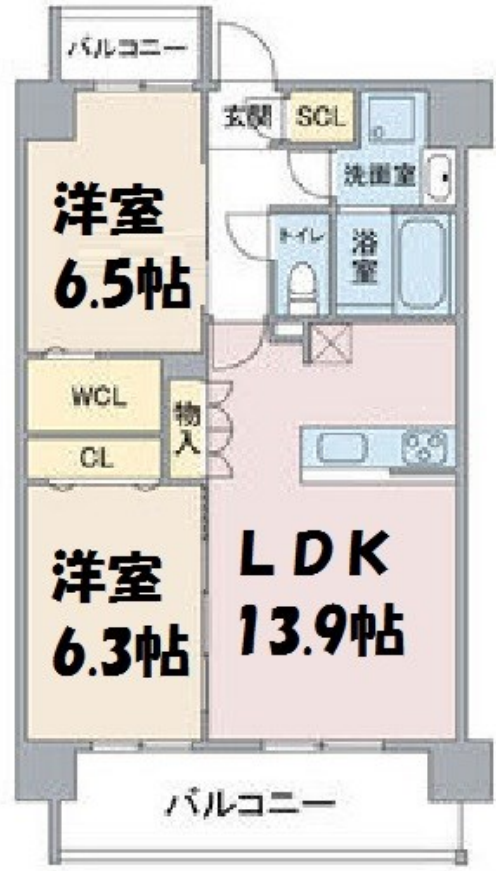 バルコニー
玄関
SCL
洗面室
洋室
6.5帖
トイレ
浴室
WCL
物入
CL
洋室
6.3帖
LDK
13.9帖
バルコニー